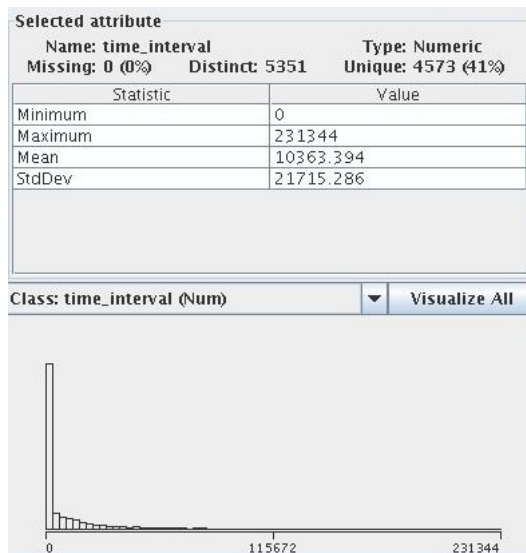 Selected attribute
Name: time_interval Type: Numeric
Missing: 0 (0%) Distinct: 5351 Unique: 4573 (41%)
Statistic Value
Minimum 0
Maximum 231344
Mean 10363.394
StdDev 21715.286
Class: time_interval (Num) Visualize All
0 115672 231344